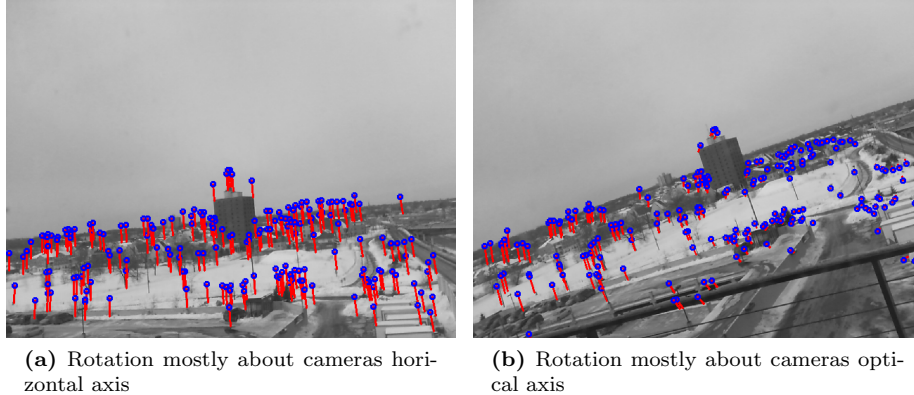 (a) Rotation mostly about cameras hori-
zontal axis
(b) Rotation mostly about cameras opti-
cal axis